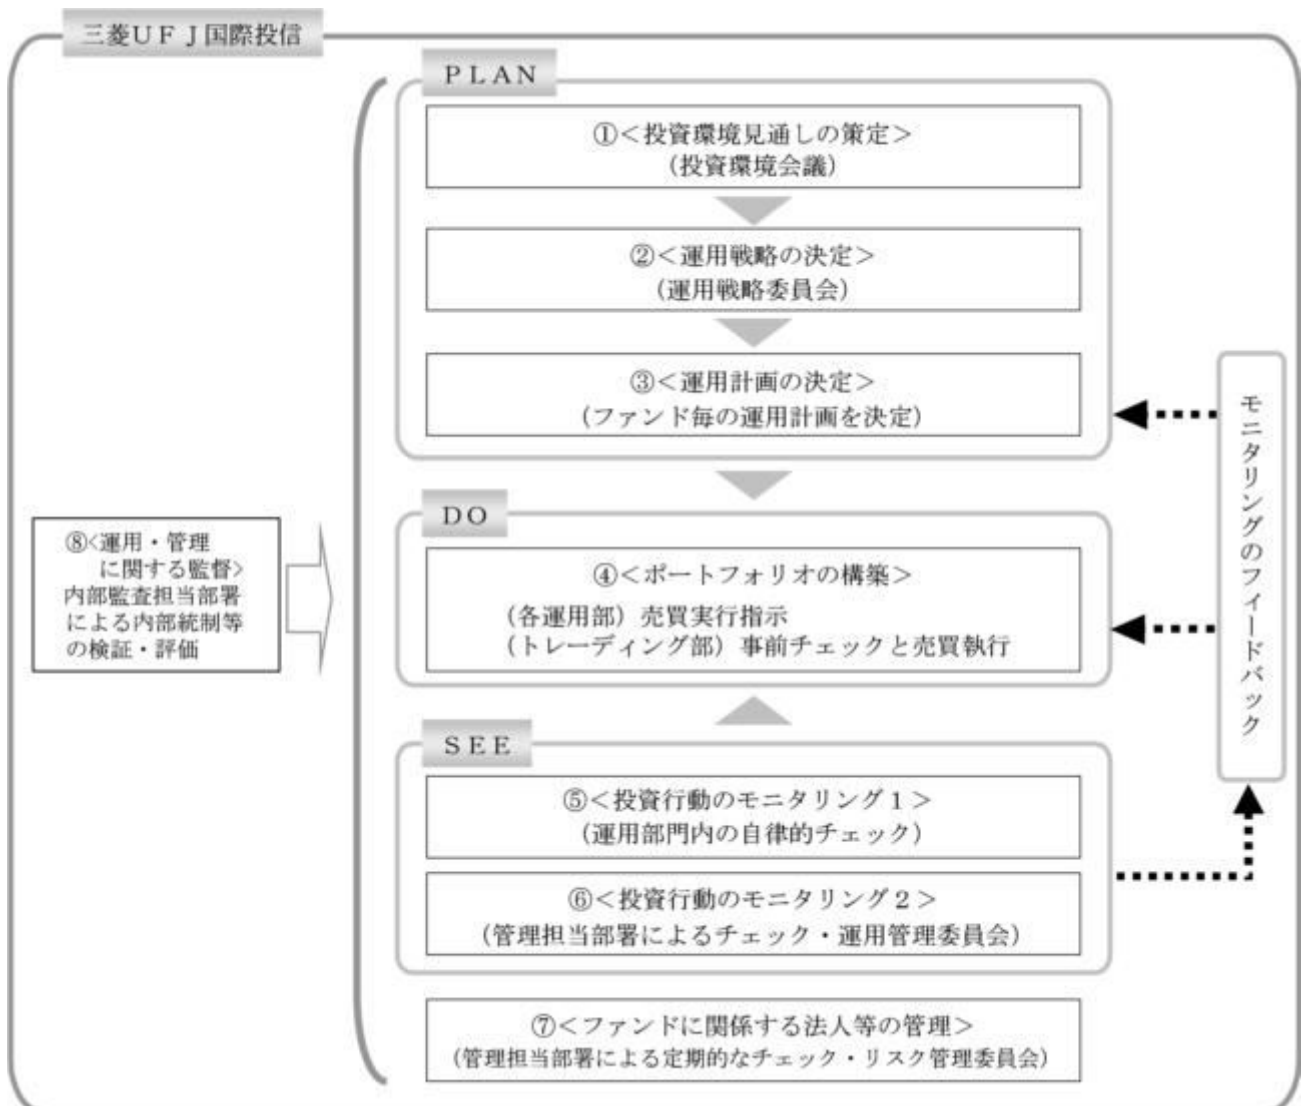 三菱ＵＦＪ国際投信
ＰＬＡＮ
①＜投資環境見通しの策定＞
（投資環境会議）
②＜運用戦略の決定＞
（運用戦略委員会）
③＜運用計画の決定＞
（ファンド毎の運用計画を決定）
ＤＯ
④＜ポートフォリオの構築＞
（各運用部）売買実行指示
（トレーディング部）事前チェックと売買執行
ＳＥＥ
⑤＜投資行動のモニタリング１＞
（運用部門内の自律的チェック）
⑥＜投資行動のモニタリング２＞
（管理担当部署によるチェック・運用管理委員会）
⑦＜ファンドに関係する法人等の管理＞
（管理担当部署による定期的なチェック・リスク管理委員会）
⑧<運用・管理
に関する監督>
内部監査担当部署
による内部統制等
の検証・評価
モニタリングのフィードバック